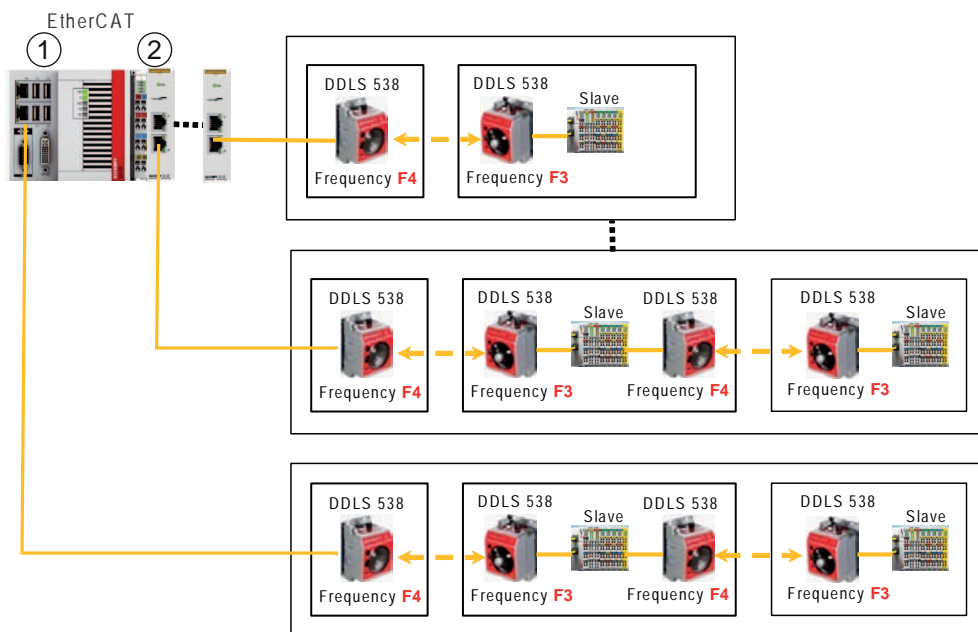 EtherCAT
1 2
DDLS 538 DDLS 538
Slave
Frequency F4 Frequency F3
DDLS 538 DDLS 538 DDLS 538 DDLS 538
Slave Slave
Frequency F4 Frequency F3 Frequency F4 Frequency F3
DDLS 538 DDLS 538 DDLS 538 DDLS 538
Slave Slave
Frequency F4 Frequency F3 Frequency F4 Frequency F3